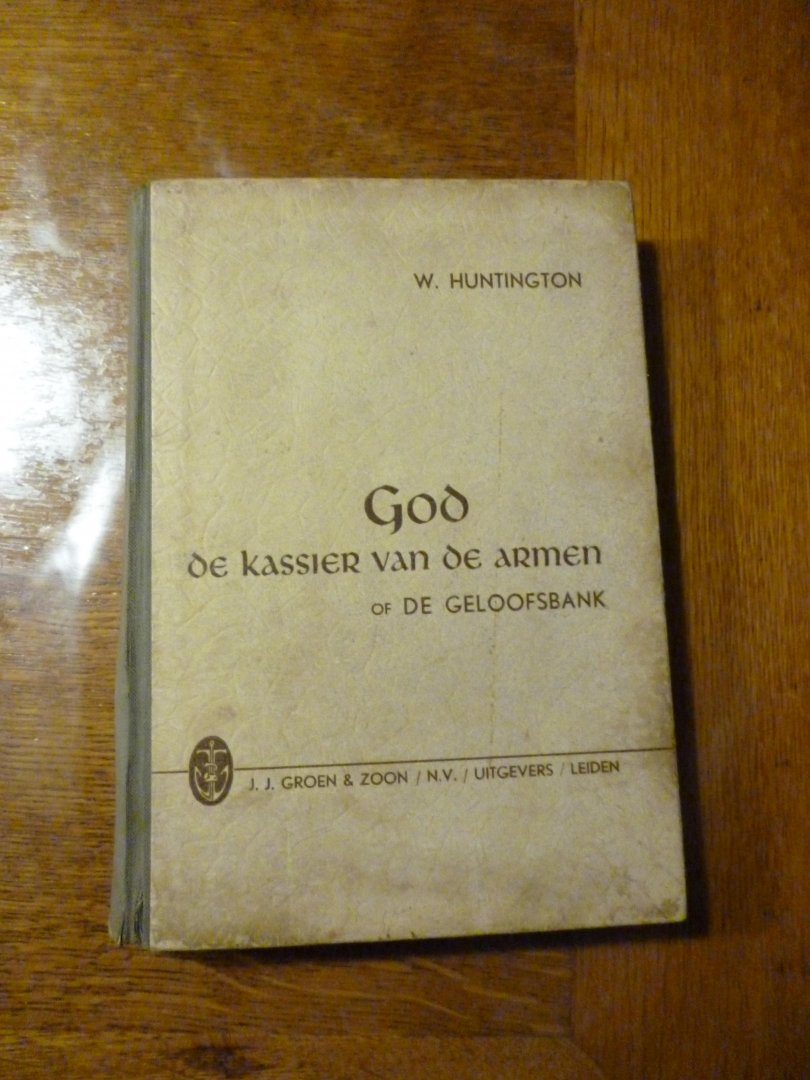 W. HUNTINGTON
God
de kassier van de armen
OF DE GELOOFSBANK
J. J. GROEN & ZOON / N.V. / UITGEVERS / LEIDEN